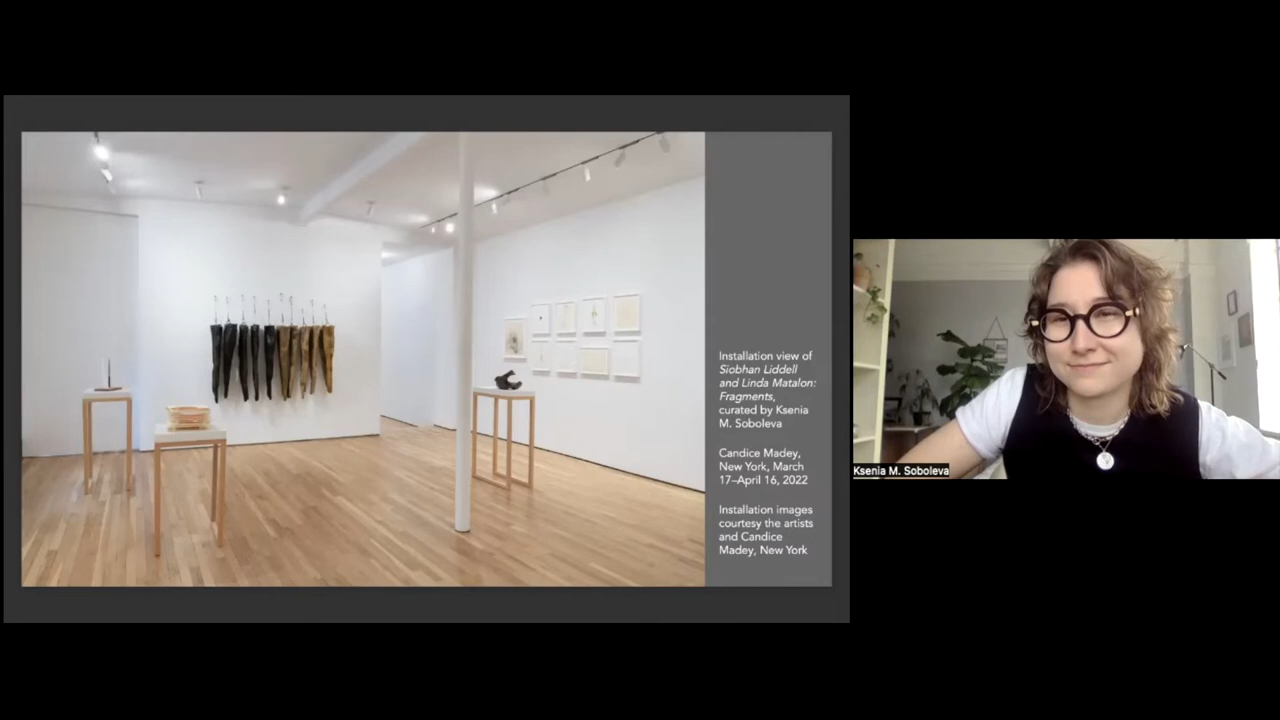 Installation view of
Siobhan Liddell
and Linda Matalon:
Fragments,
curated by Ksenia
M. Soboleva
Candice Madey,
New York, March
17–April 16, 2022
Installation images
courtesy the artists
and Candice
Madey, New York
Ksenia M. Soboleva